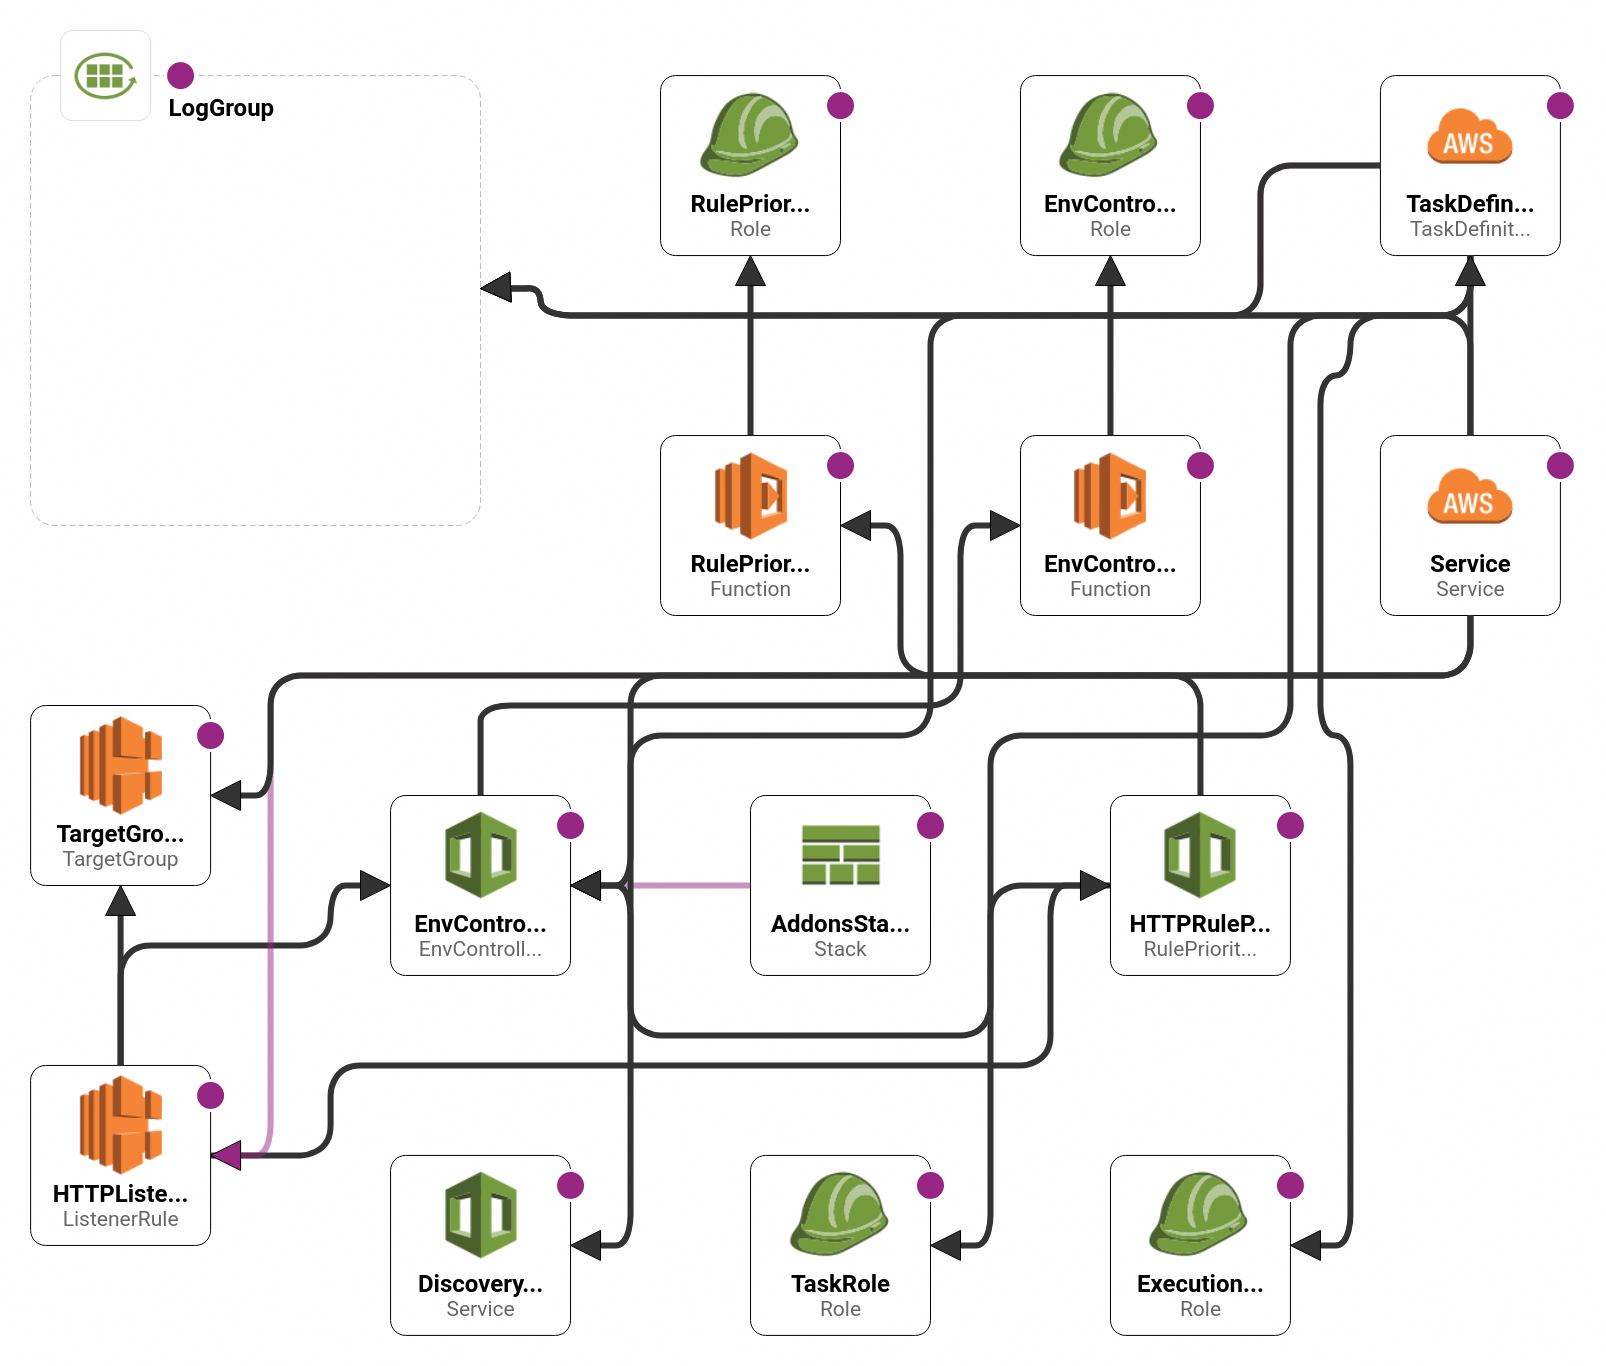 LogGroup
RulePrior...
Role
EnvContro...
Role
AWS
TaskDefin...
TaskDefinit...
RulePrior...
Function
EnvContro...
Function
AWS
Service
Service
TargetGro...
TargetGroup
EnvContro...
EnvControll...
AddonsSta...
Stack
HTTPRuleP...
RulePriorit...
HTTPListe...
ListenerRule
Discovery...
Service
TaskRole
Role
Execution...
Role